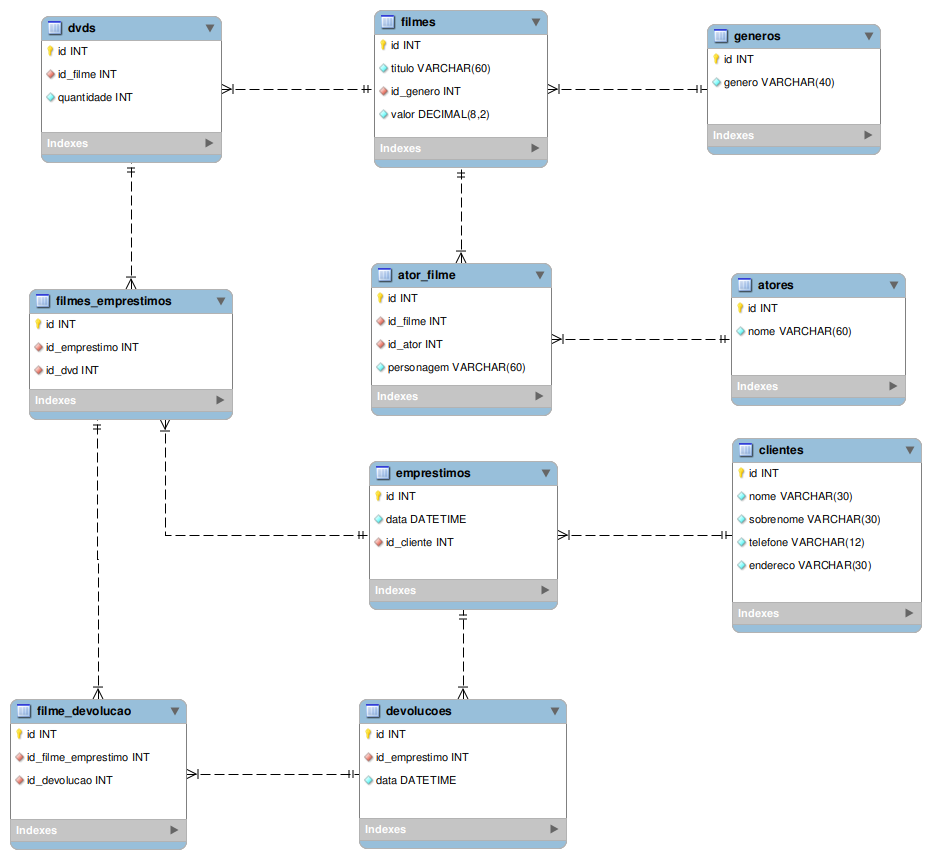 dvds
id INT
id_filme INT
quantidade INT
Indexes
filmes
id INT
titulo VARCHAR(60)
id_genero INT
valor DECIMAL(8,2)
Indexes
generos
id INT
genero VARCHAR(40)
Indexes
filmes_emprestimos
id INT
id_emprestimo INT
id_dvd INT
Indexes
ator_filme
id INT
id_filme INT
id_ator INT
personagem VARCHAR(60)
Indexes
atores
id INT
nome VARCHAR(60)
Indexes
emprestimos
id INT
data DATETIME
id_cliente INT
Indexes
clientes
id INT
nome VARCHAR(30)
sobrenome VARCHAR(30)
telefone VARCHAR(12)
endereco VARCHAR(30)
Indexes
filme_devolucao
id INT
id_filme_emprestimo INT
id_devolucao INT
Indexes
devolucoes
id INT
id_emprestimo INT
data DATETIME
Indexes